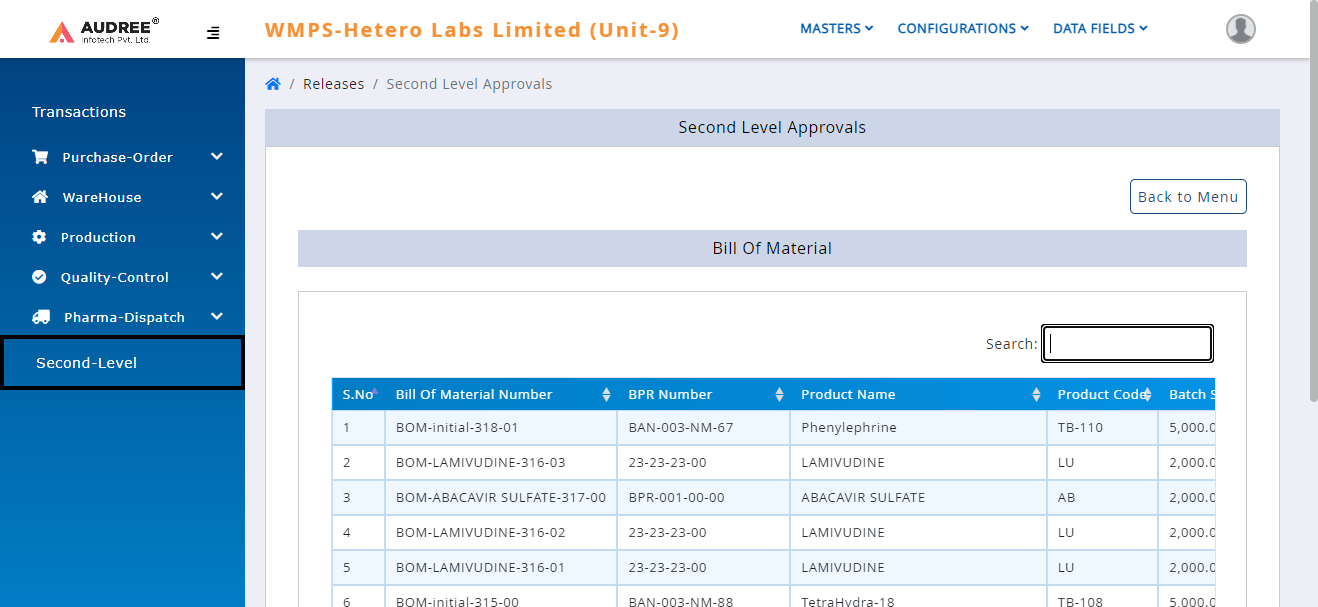 AUDREE®
Infotech Pvt. Ltd.
WMPS-Hetero Labs Limited (Unit-9)
MASTERS CONFIGURATIONS DATA FIELDS
Transactions
Purchase-Order
WareHouse
Production
Quality-Control
Pharma-Dispatch
Second-Level
/ Releases / Second Level Approvals
Second Level Approvals
Back to Menu
Bill Of Material
Search:
S.No Bill Of Material Number BPR Number Product Name Product Code Batch S
1 BOM-initial-318-01 BAN-003-NM-67 Phenylephrine TB-110 5,000.0
2 BOM-LAMIVUDINE-316-03 23-23-23-00 LAMIVUDINE LU 2,000.0
3 BOM-ABACAVIR SULFATE-317-00 BPR-001-00-00 ABACAVIR SULFATE AB 2,000.0
4 BOM-LAMIVUDINE-316-02 23-23-23-00 LAMIVUDINE LU 2,000.0
5 BOM-LAMIVUDINE-316-01 23-23-23-00 LAMIVUDINE LU 2,000.0
6 BOM-initial-315-00 BAN-003-NM-88 TetraHydra-18 TB-108 5,000.0